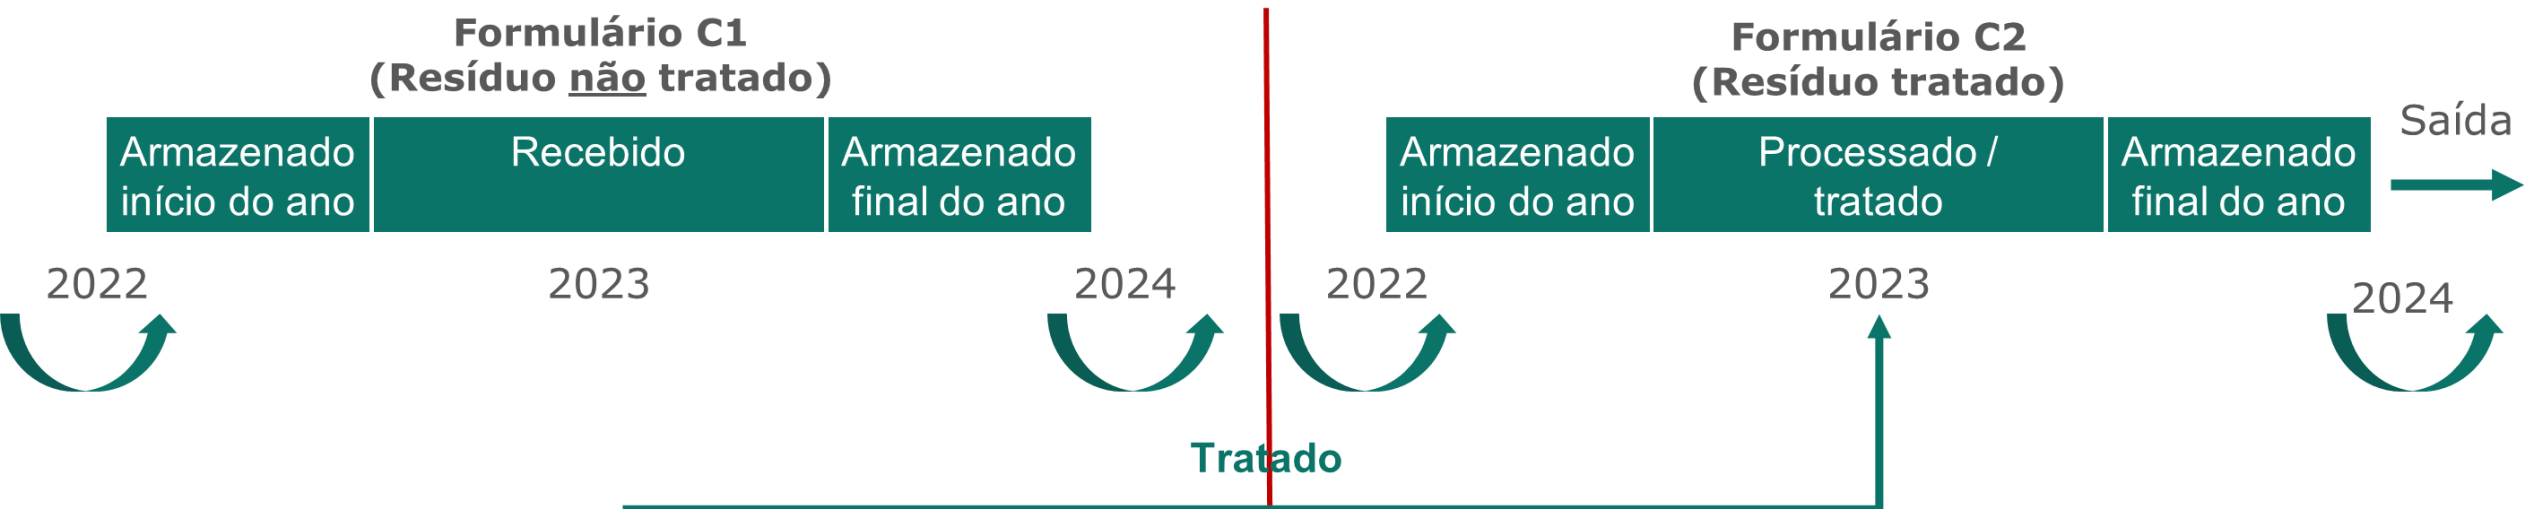 Formulário C1
(Resíduo não tratado)
Armazenado
início do ano
Recebido
Armazenado
final do ano
2022
2023
2024
Formulário C2
(Resíduo tratado)
Armazenado
início do ano
Processado /
tratado
Armazenado
final do ano
Saída
2022
2023
2024
Tratado